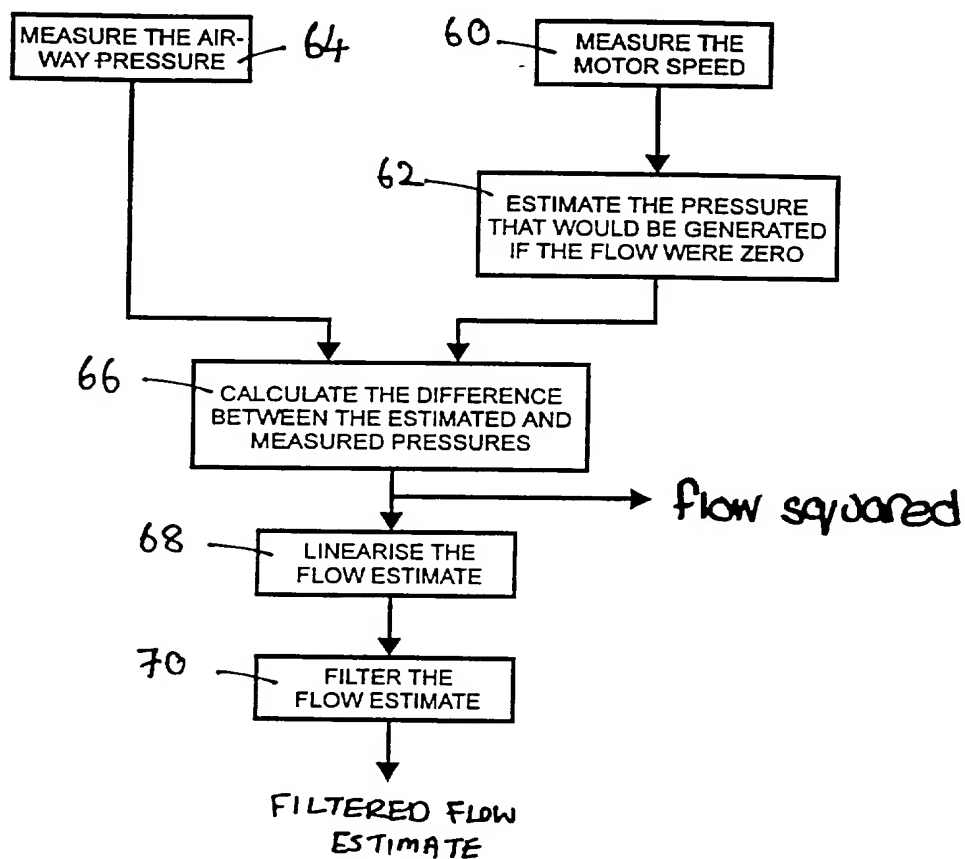 MEASURE THE AIR-
WAY PRESSURE
64
60
MEASURE THE
MOTOR SPEED
62
ESTIMATE THE PRESSURE
THAT WOULD BE GENERATED
IF THE FLOW WERE ZERO
66
CALCULATE THE DIFFERENCE
BETWEEN THE ESTIMATED AND
MEASURED PRESSURES
flow squared
68
LINEARISE THE
FLOW ESTIMATE
70
FILTER THE
FLOW ESTIMATE
FILTERED FLOW
ESTIMATE